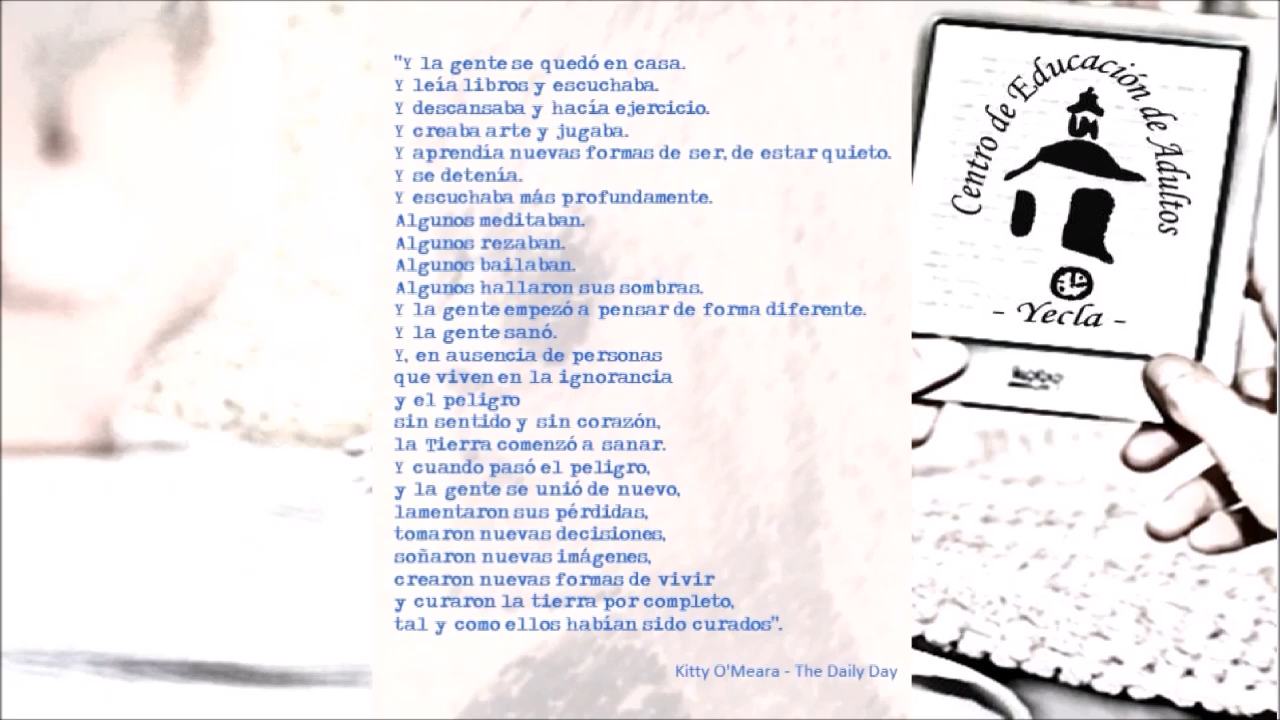 "Y la gente se quedó en casa.
Y leía libros y escuchaba.
Y descansaba y hacía ejercicio.
Y creaba arte y jugaba.
Y aprendía nuevas formas de ser, de estar quieto.
Y se detenía.
Y escuchaba más profundamente.
Algunos meditaban.
Algunos rezaban.
Algunos bailaban.
Algunos hallaron sus sombras.
Y la gente empezó a pensar de forma diferente.
Y la gente sanó.
Y, en ausencia de personas
que viven en la ignorancia
y el peligro
sin sentido y sin corazón,
la Tierra comenzó a sanar.
Y cuando pasó el peligro,
y la gente se unió de nuevo,
lamentaron sus pérdidas,
tomaron nuevas decisiones,
soñaron nuevas imágenes,
crearon nuevas formas de vivir
y curaron la tierra por completo,
tal y como ellos habían sido curados".
Kitty O'Meara - The Daily Day
Centro de Educación de Adultos
- Yecla -